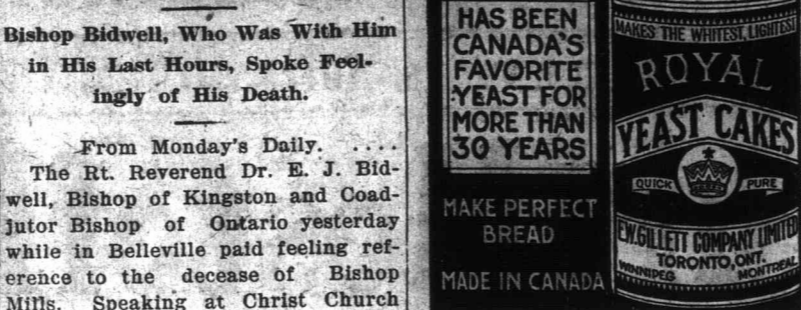 Bishop Bidwell, Who Was With Him
in His Last Hours, Spoke Feel-
ingly of His Death.
From Monday's Daily. ....
The Rt. Reverend Dr. E. J. Bid-
well, Bishop of Kingston and Coad-
jutor Bishop of Ontario yesterday
while in Belleville paid feeling ref-
erence to the decease of Bishop
Mills. Speaking at Christ Church
HAS BEEN
CANADA'S
FAVORITE
YEAST FOR
MORE THAN
30 YEARS
MAKE PERFECT
BREAD
MADE IN CANADA
MAKES THE WHITEST, LIGHTEST
ROYAL
YEAST CAKES
QUICK PURE
E.W. GILLETT COMPANY LIMITED
TORONTO, ONT.
WINNIPEG MONTREAL